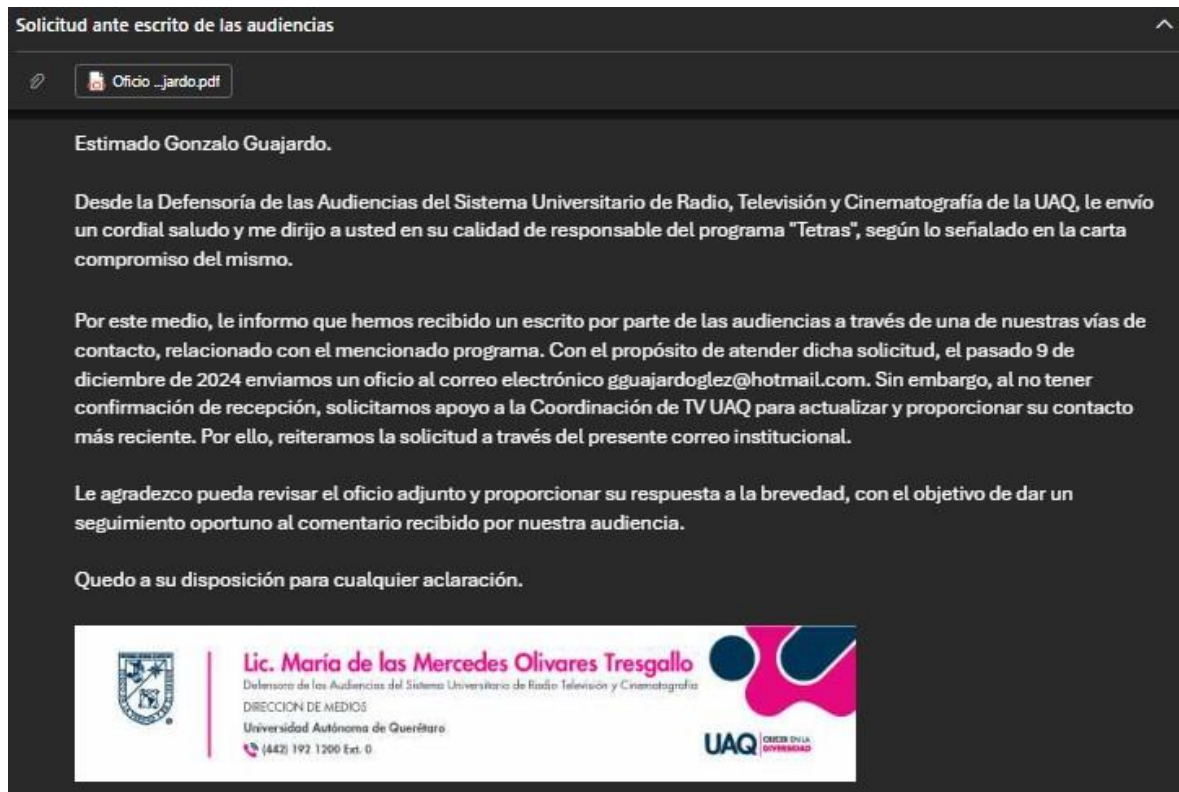 Solicitud ante escrito de las audiencias
Oficio ...jardo.pdf
Estimado Gonzalo Guajardo.
Desde la Defensoría de las Audiencias del Sistema Universitario de Radio, Televisión y Cinematografía de la UAQ, le envío
un cordial saludo y me dirijo a usted en su calidad de responsable del programa "Tetras", según lo señalado en la carta
compromiso del mismo.
Por este medio, le informo que hemos recibido un escrito por parte de las audiencias a través de una de nuestras vías de
contacto, relacionado con el mencionado programa. Con el propósito de atender dicha solicitud, el pasado 9 de
diciembre de 2024 enviamos un oficio al correo electrónico gguajardoglez@hotmail.com. Sin embargo, al no tener
confirmación de recepción, solicitamos apoyo a la Coordinación de TV UAQ para actualizar y proporcionar su contacto
más reciente. Por ello, reiteramos la solicitud a través del presente correo institucional.
Le agradezco pueda revisar el oficio adjunto y proporcionar su respuesta a la brevedad, con el objetivo de dar un
seguimiento oportuno al comentario recibido por nuestra audiencia.
Quedo a su disposición para cualquier aclaración.
Lic. María de las Mercedes Olivares Tresgallo
Defensora de las Audiencias del Sistema Universitario de Radio Televisión y Cinematografía
DIRECCION DE MEDIOS
Universidad Autónoma de Querétaro
(442) 192 1200 Ext. 0
UAQ
CRECER EN LA
DIVERSIDAD